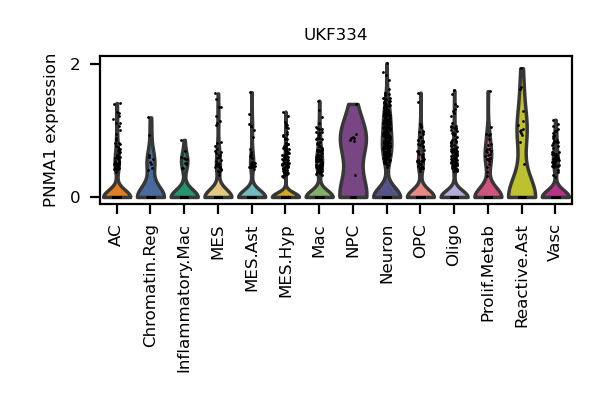 UKF334
PNMA1 expression
2
0
AC
Chromatin.Reg
Inflammatory.Mac
MES
MES.Ast
MES.Hyp
Mac
NPC
Neuron
OPC
Oligo
Prolif.Metab
Reactive.Ast
Vasc